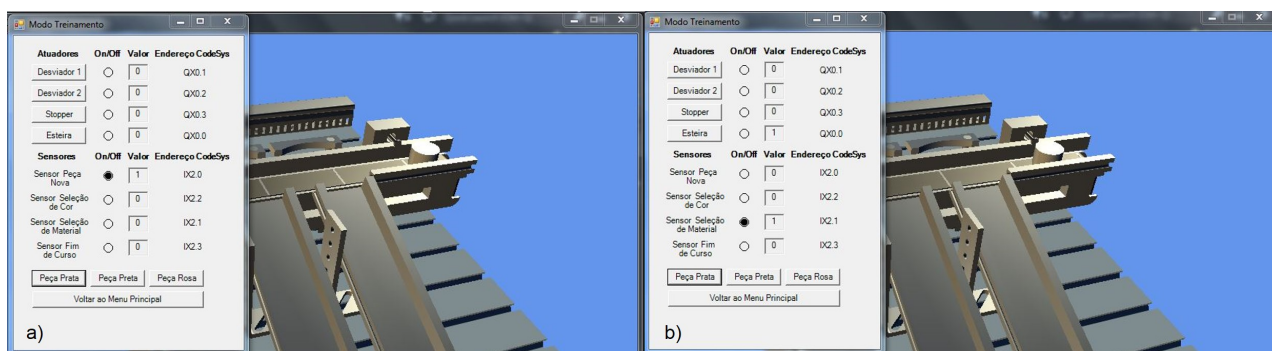 Modo Treinamento
Atuadores On/Off Valor Endereço CodeSys
Desviador 1 0 QX0.1
Desviador 2 0 QX0.2
Stopper 0 QX0.3
Esteira 0 QX0.0
Sensores On/Off Valor Endereço CodeSys
Sensor Peça
Nova 1 IX2.0
Sensor Seleção
de Cor 0 IX2.2
Sensor Seleção
de Material 0 IX2.1
Sensor Fim
de Curso 0 IX2.3
Peça Prata Peça Preta Peça Rosa
Voltar ao Menu Principal
a)
Modo Treinamento
Atuadores On/Off Valor Endereço CodeSys
Desviador 1 0 QX0.1
Desviador 2 0 QX0.2
Stopper 0 QX0.3
Esteira 1 QX0.0
Sensores On/Off Valor Endereço CodeSys
Sensor Peça
Nova 0 IX2.0
Sensor Seleção
de Cor 0 IX2.2
Sensor Seleção
de Material 1 IX2.1
Sensor Fim
de Curso 0 IX2.3
Peça Prata Peça Preta Peça Rosa
Voltar ao Menu Principal
b)